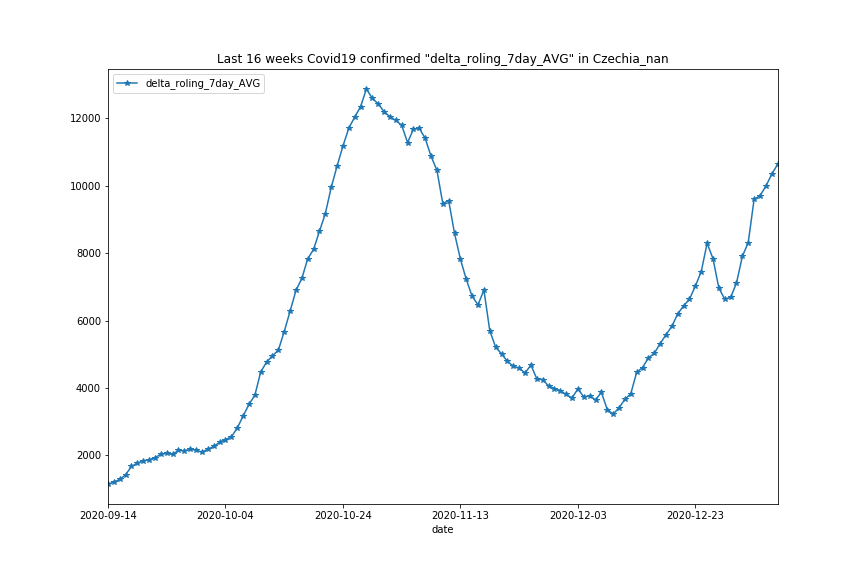 Last 16 weeks Covid19 confirmed "delta_roling_7day_AVG" in Czechia_nan
delta_roling_7day_AVG
12000
10000
8000
6000
4000
2000
2020-09-14 2020-10-04 2020-10-24 2020-11-13 2020-12-03 2020-12-23
date